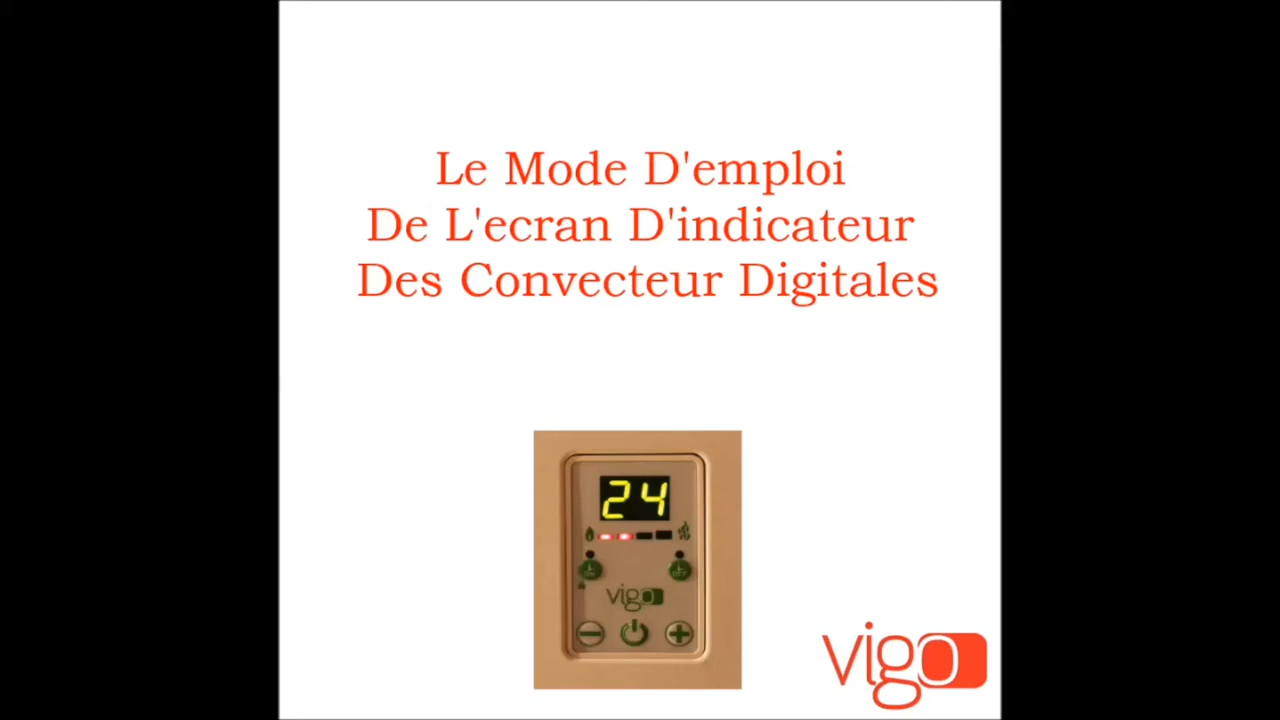 Le Mode D'emploi
De L'ecran D'indicateur
Des Convecteur Digitales
24
vigo
vigo